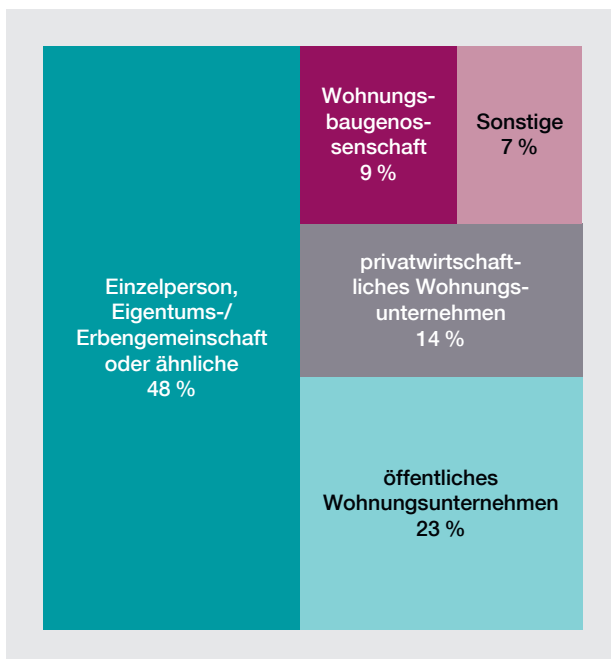 Einzelperson,
Eigentums-/
Erbengemeinschaft
oder ähnliche
48 %
Wohnungs-
baugenos-
senschaft
9 %
Sonstige
7 %
privatwirtschaft-
liches Wohnungs-
unternehmen
14 %
öffentliches
Wohnungsunternehmen
23 %